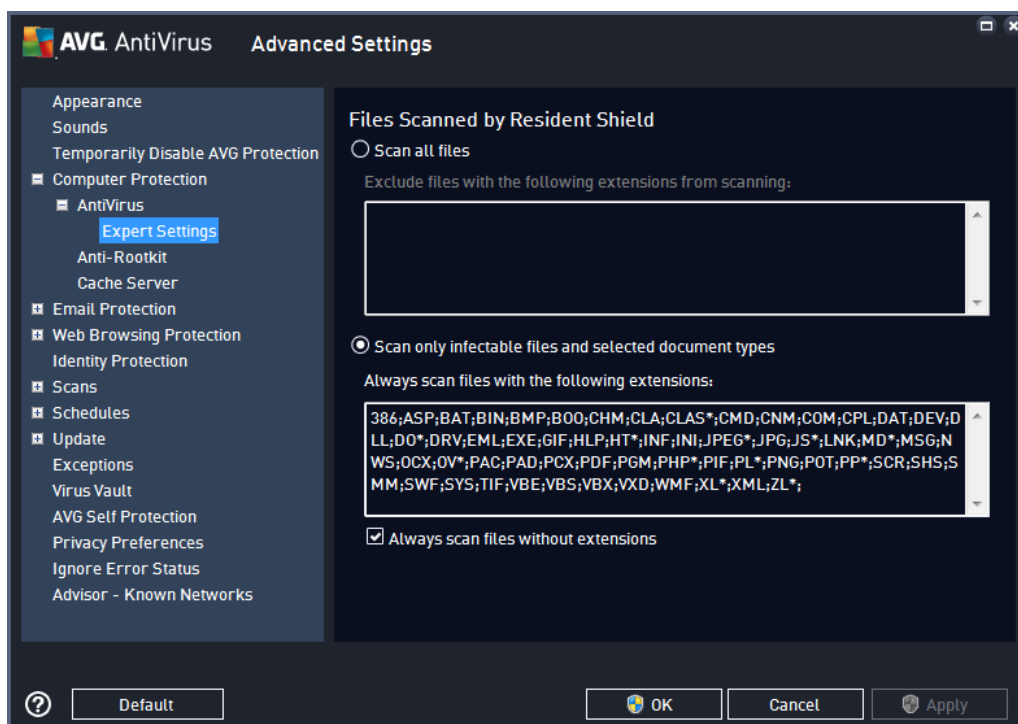 AVG. AntiVirus Advanced Settings
Appearance
Sounds
Temporarily Disable AVG Protection
Computer Protection
AntiVirus
Expert Settings
Anti-Rootkit
Cache Server
Email Protection
Web Browsing Protection
Identity Protection
Scans
Schedules
Update
Exceptions
Virus Vault
AVG Self Protection
Privacy Preferences
Ignore Error Status
Advisor - Known Networks
Files Scanned by Resident Shield
Scan all files
Exclude files with the following extensions from scanning:
Scan only infectable files and selected document types
Always scan files with the following extensions:
386;ASP;BAT;BIN;BMP;BOO;CHM;CLA;CLAS*;CMD;CNM;COM;CPL;DAT;DEV;D
LL;DO*;DRV;EML;EXE;GIF;HLP;HT*;INF;INI;JPEG*;JPG;JS*;LNK;MD*;MSG;N
WS;OCX;OV*;PAC;PAD;PCX;PDF;PGM;PHP*;PIF;PL*;PNG;POT;PP*;SCR;SHS;S
MM;SWF;SYS;TIF;VBE;VBS;VBX;VXD;WMF;XL*;XML;ZL*;
Always scan files without extensions
? Default OK Cancel Apply